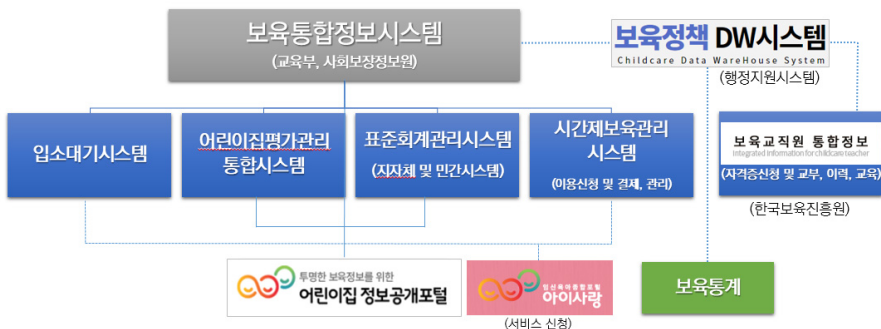 보육통합정보시스템
(교육부, 사회보장정보원)
보육정책 DW시스템
Childcare Data WareHouse System
(행정지원시스템)
입소대기시스템
어린이집평가관리
통합시스템
표준회계관리시스템
(지자체 및 민간시스템)
시간제보육관리
시스템
(이용신청 및 결제, 관리)
보육교직원 통합정보
Integrated information for childcare teacher
(자격증신청 및 교부, 이력, 교육)
(한국보육진흥원)
투명한 보육정보를 위한
어린이집 정보공개포털
임신육아종합포털
아이사랑
(서비스 신청)
보육통계